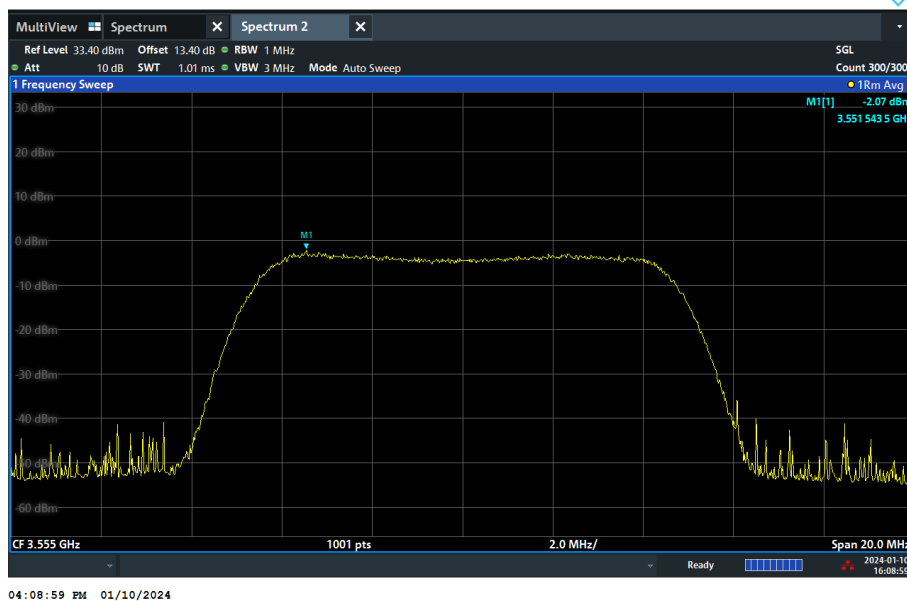 MultiView Spectrum X Spectrum 2 X
Ref Level 33.40 dBm Offset 13.40 dB RBW 1 MHz SGL
Att 10 dB SWT 1.01 ms VBW 3 MHz Mode Auto Sweep Count 300/300
1 Frequency Sweep 1Rm Avg
M1[1] -2.07 dBm
3.551 543 5 GH
30 dBm
20 dBm
10 dBm
M1
0 dBm
-10 dBm
-20 dBm
-30 dBm
-40 dBm
-50 dBm
-60 dBm
CF 3.555 GHz 1001 pts 2.0 MHz/ Span 20.0 MHz
Ready 2024-01-10
16:08:59
04:08:59 PM 01/10/2024